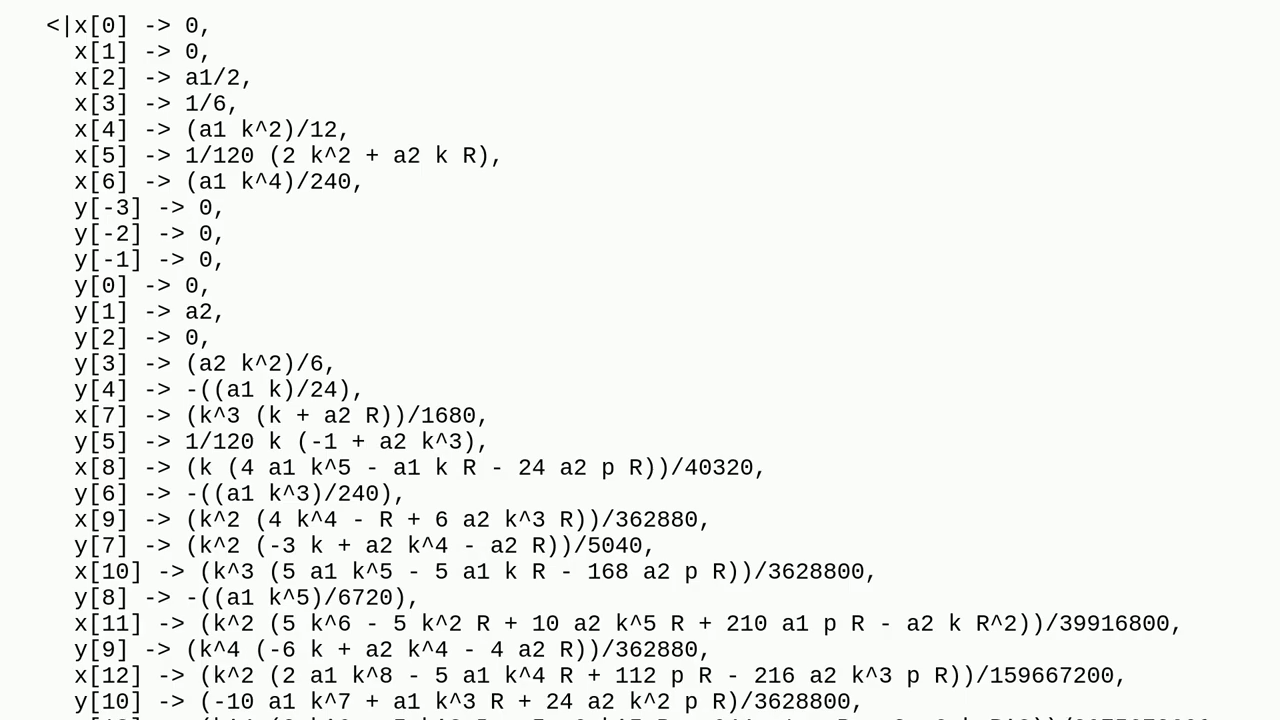 <|x[0] -> 0,
x[1] -> 0,
x[2] -> a1/2,
x[3] -> 1/6,
x[4] -> (a1 k^2)/12,
x[5] -> 1/120 (2 k^2 + a2 k R),
x[6] -> (a1 k^4)/240,
y[-3] -> 0,
y[-2] -> 0,
y[-1] -> 0,
y[0] -> 0,
y[1] -> a2,
y[2] -> 0,
y[3] -> (a2 k^2)/6,
y[4] -> -((a1 k)/24),
x[7] -> (k^3 (k + a2 R))/1680,
y[5] -> 1/120 k (-1 + a2 k^3),
x[8] -> (k (4 a1 k^5 - a1 k R - 24 a2 p R))/40320,
y[6] -> -((a1 k^3)/240),
x[9] -> (k^2 (4 k^4 - R + 6 a2 k^3 R))/362880,
y[7] -> (k^2 (-3 k + a2 k^4 - a2 R))/5040,
x[10] -> (k^3 (5 a1 k^5 - 5 a1 k R - 168 a2 p R))/3628800,
y[8] -> -((a1 k^5)/6720),
x[11] -> (k^2 (5 k^6 - 5 k^2 R + 10 a2 k^5 R + 210 a1 p R - a2 k R^2))/39916800,
y[9] -> (k^4 (-6 k + a2 k^4 - 4 a2 R))/362880,
x[12] -> (k^2 (2 a1 k^8 - 5 a1 k^4 R + 112 p R - 216 a2 k^3 p R))/159667200,
y[10] -> (-10 a1 k^7 + a1 k^3 R + 24 a2 k^2 p R)/3628800,